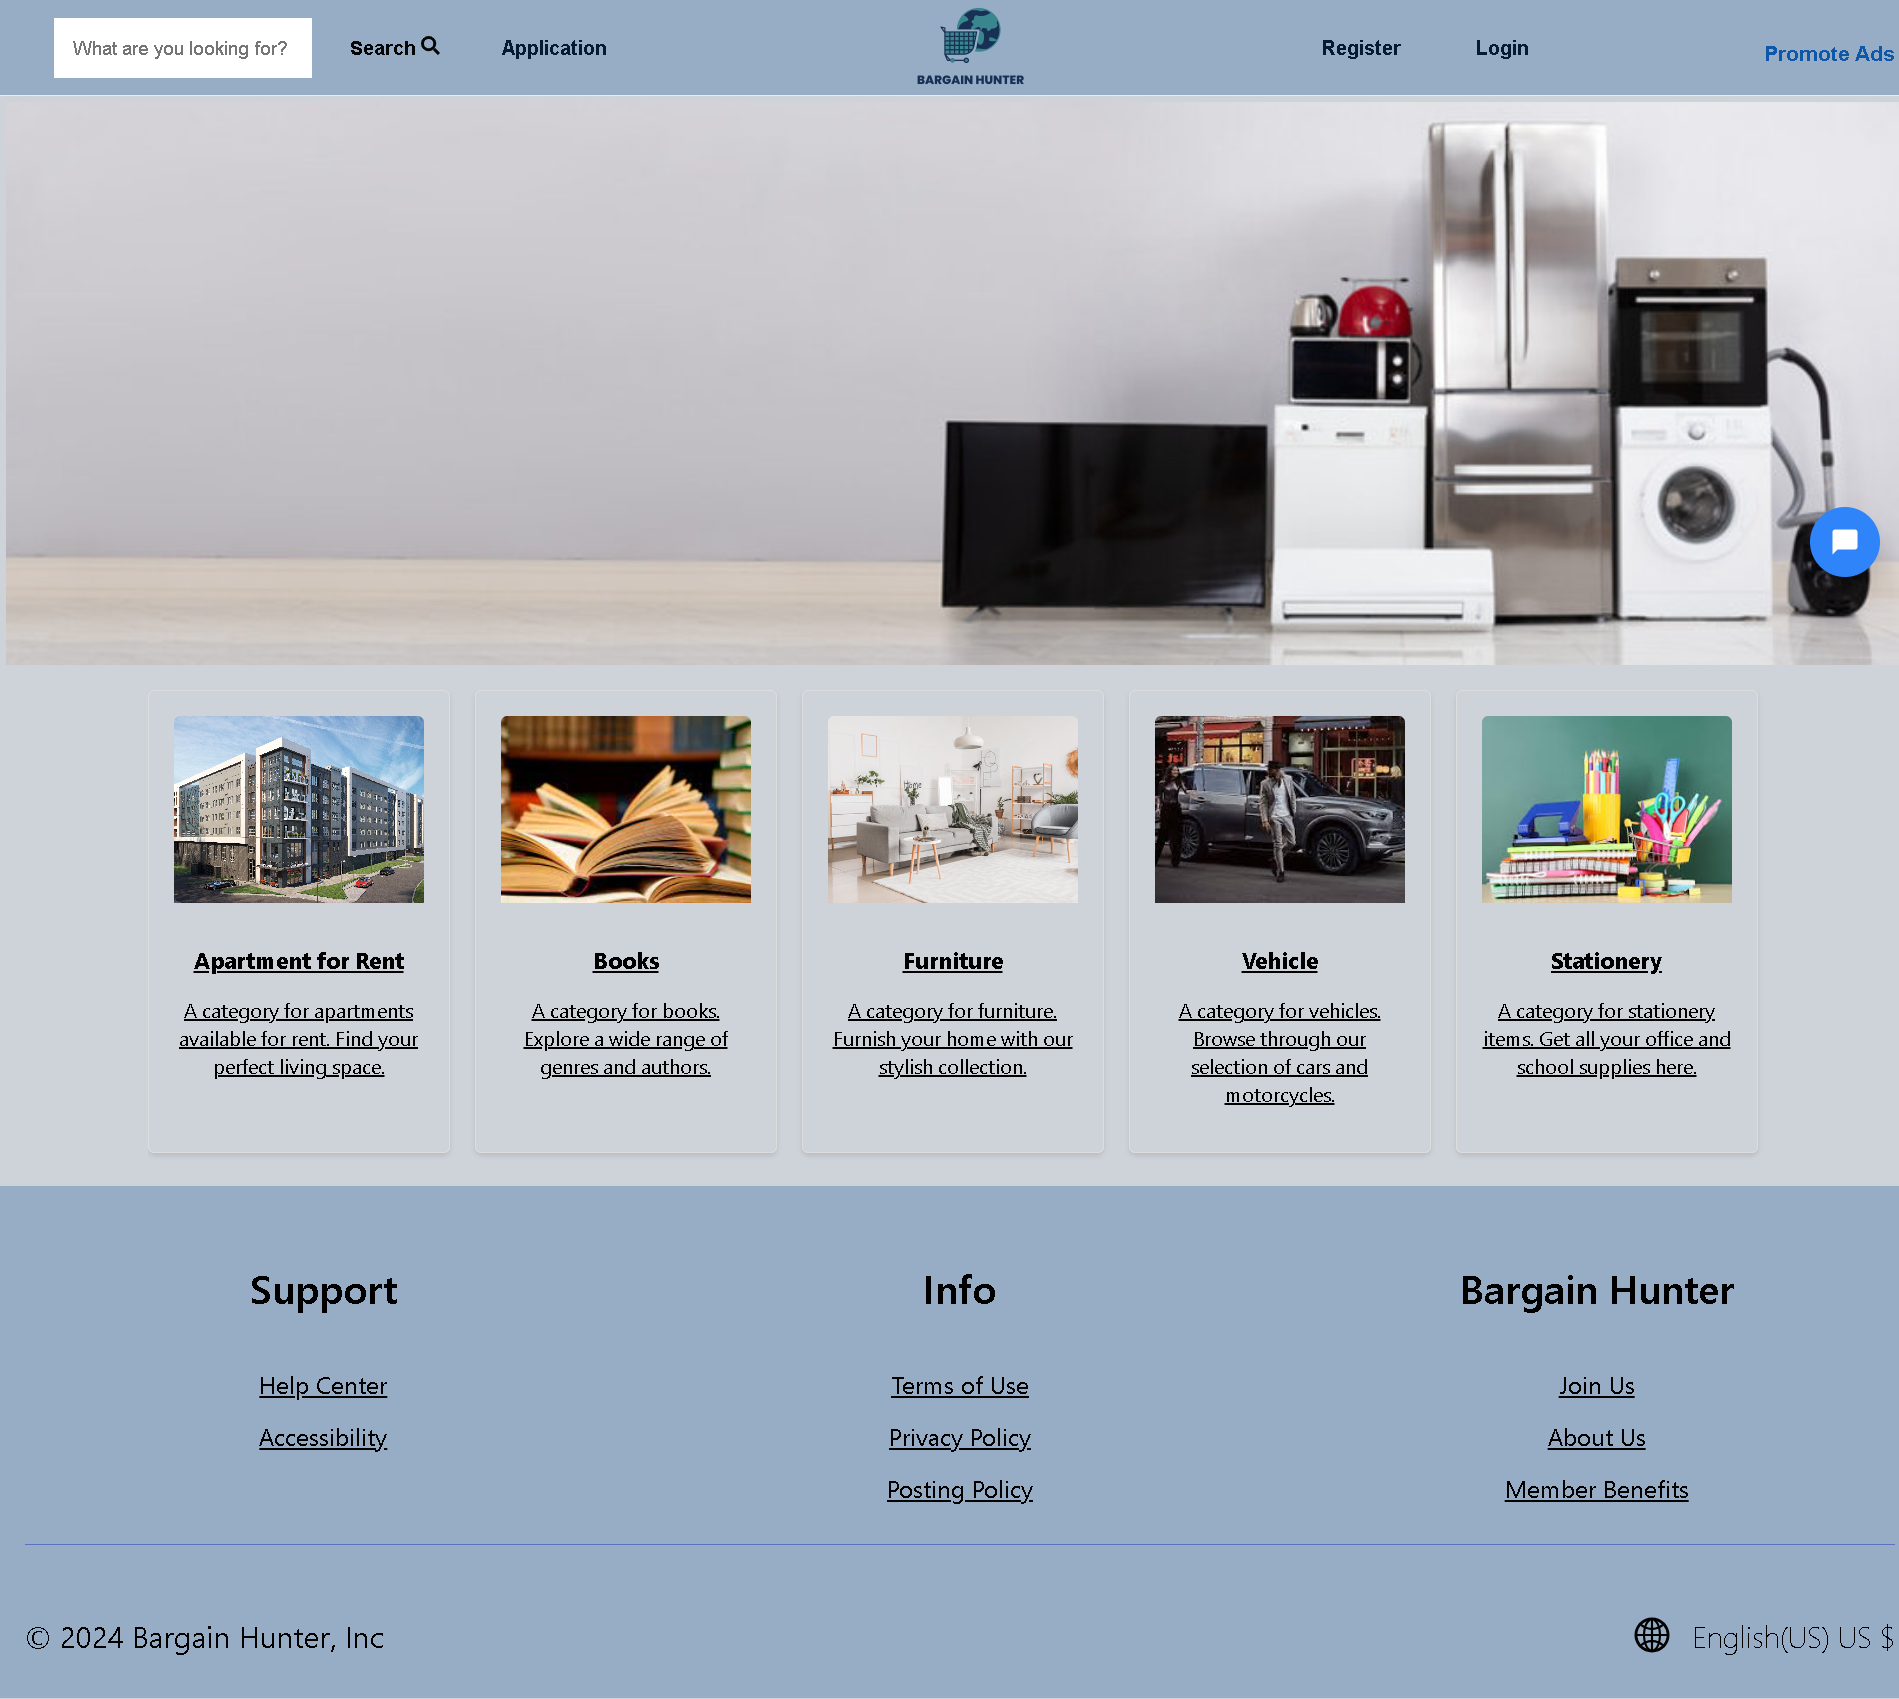 What are you looking for?
Search
Application
BARGAIN HUNTER
Register
Login
Promote Ads
Home
Apartment for Rent
A category for apartments
available for rent. Find your
perfect living space.
Books
A category for books.
Explore a wide range of
genres and authors.
Furniture
A category for furniture.
Furnish your home with our
stylish collection.
Vehicle
A category for vehicles.
Browse through our
selection of cars and
motorcycles.
Stationery
A category for stationery
items. Get all your office and
school supplies here.
Support
Help Center
Accessibility
Info
Terms of Use
Privacy Policy
Posting Policy
Bargain Hunter
Join Us
About Us
Member Benefits
© 2024 Bargain Hunter, Inc
English(US) US $